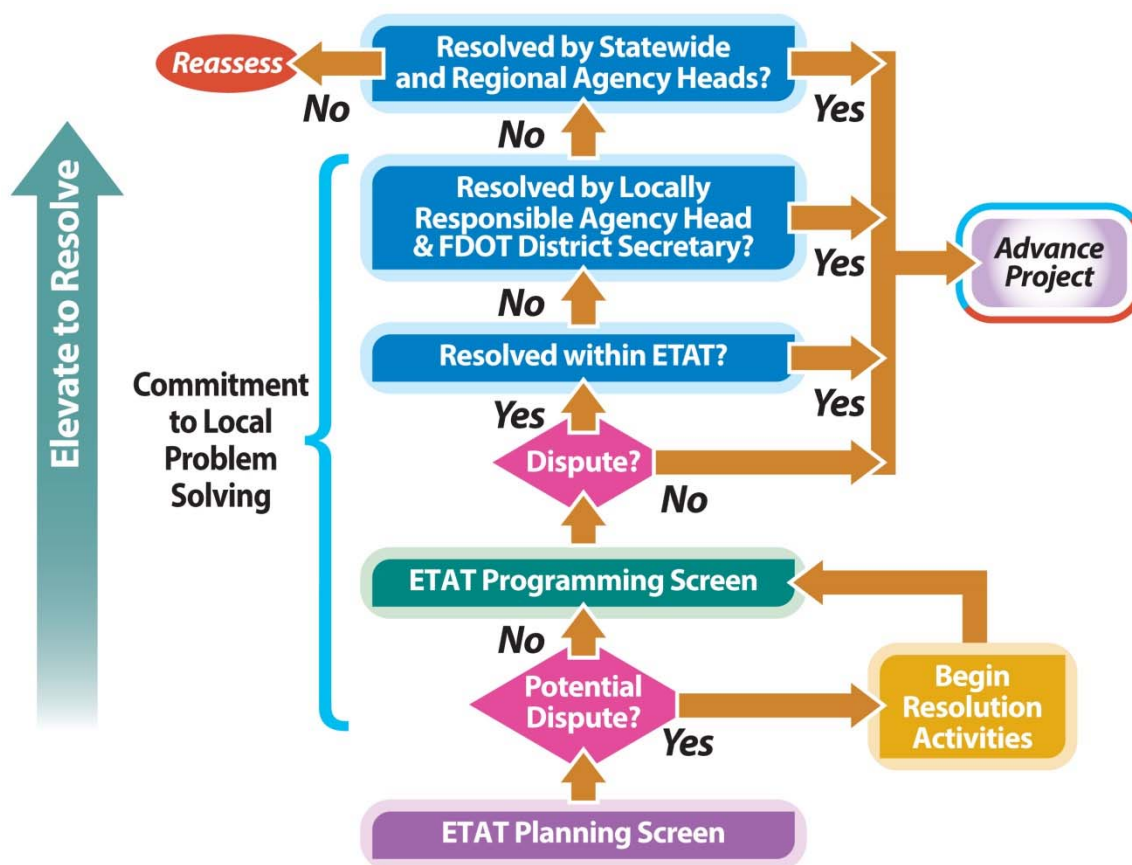 Resolved by Statewide
and Regional Agency Heads?
Reassess
No
Yes
No
Resolved by Locally
Responsible Agency Head
& FDOT District Secretary?
Yes
Advance
Project
No
Resolved within ETAT?
Yes
Yes
Dispute?
No
Elevate to Resolve
Commitment
to Local
Problem
Solving
ETAT Programming Screen
No
Potential
Dispute?
Yes
Begin
Resolution
Activities
ETAT Planning Screen